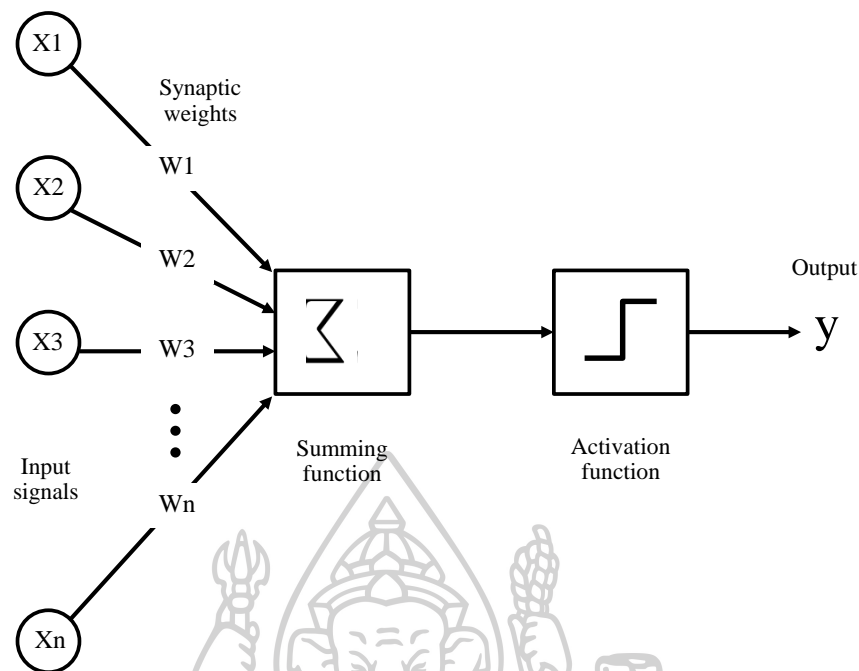 X1
Synaptic
weights
W1
X2
W2
X3
W3
Σ
Output
y
Summing
function
Activation
function
Input
signals
Wn
Xn